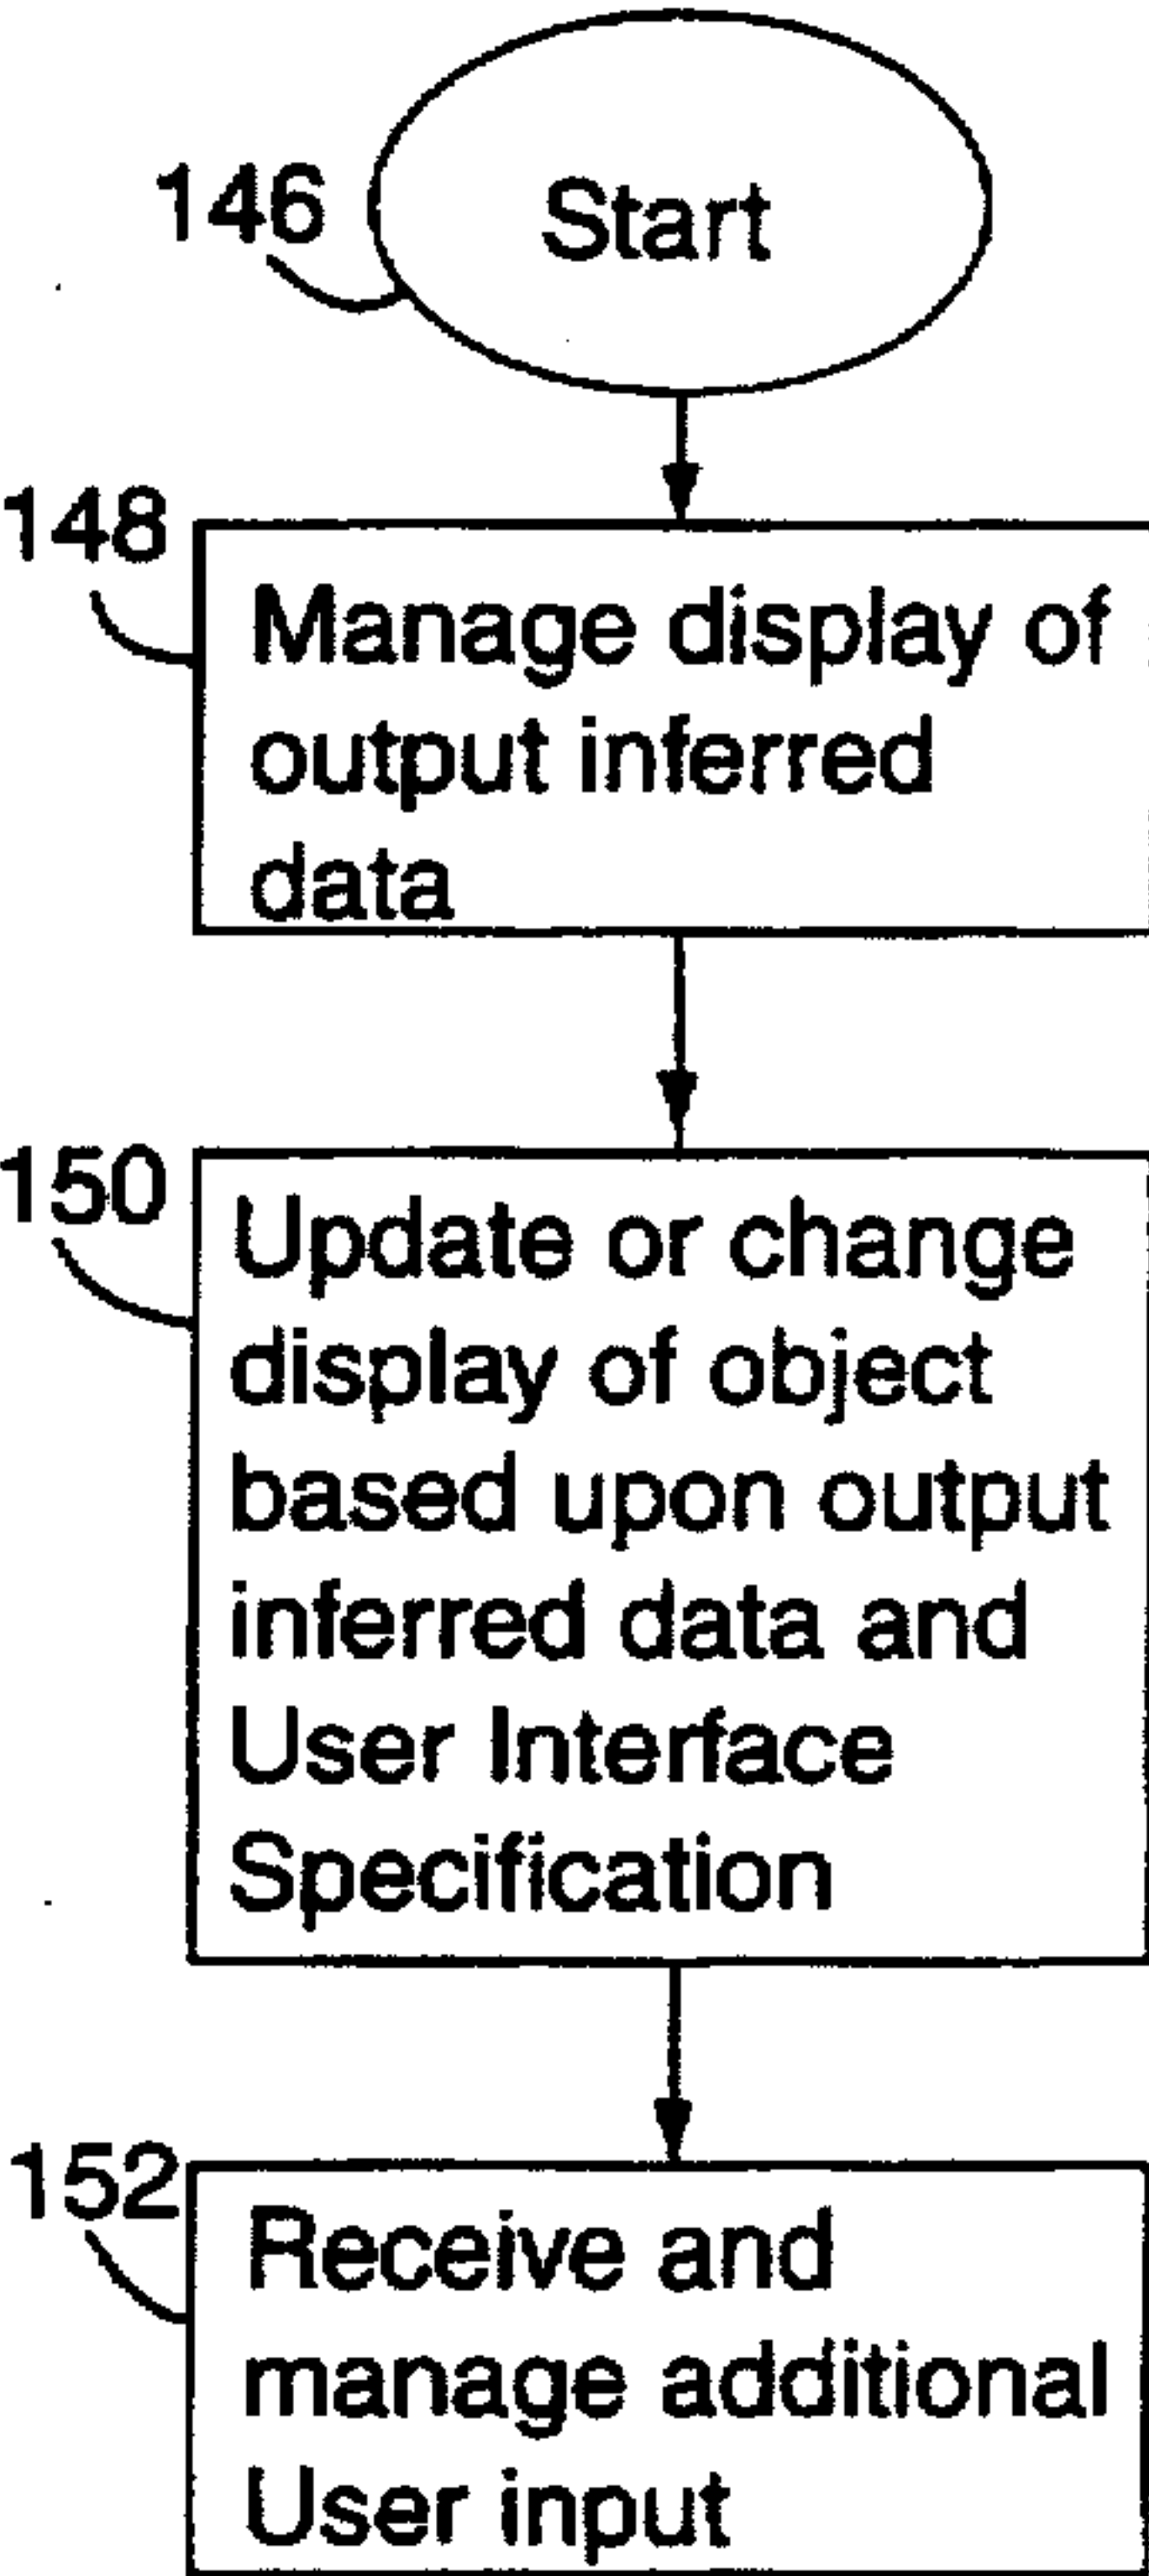 146
Start
148
Manage display of
output inferred
data
150
Update or change
display of object
based upon output
inferred data and
User Interface
Specification
152
Receive and
manage additional
User input